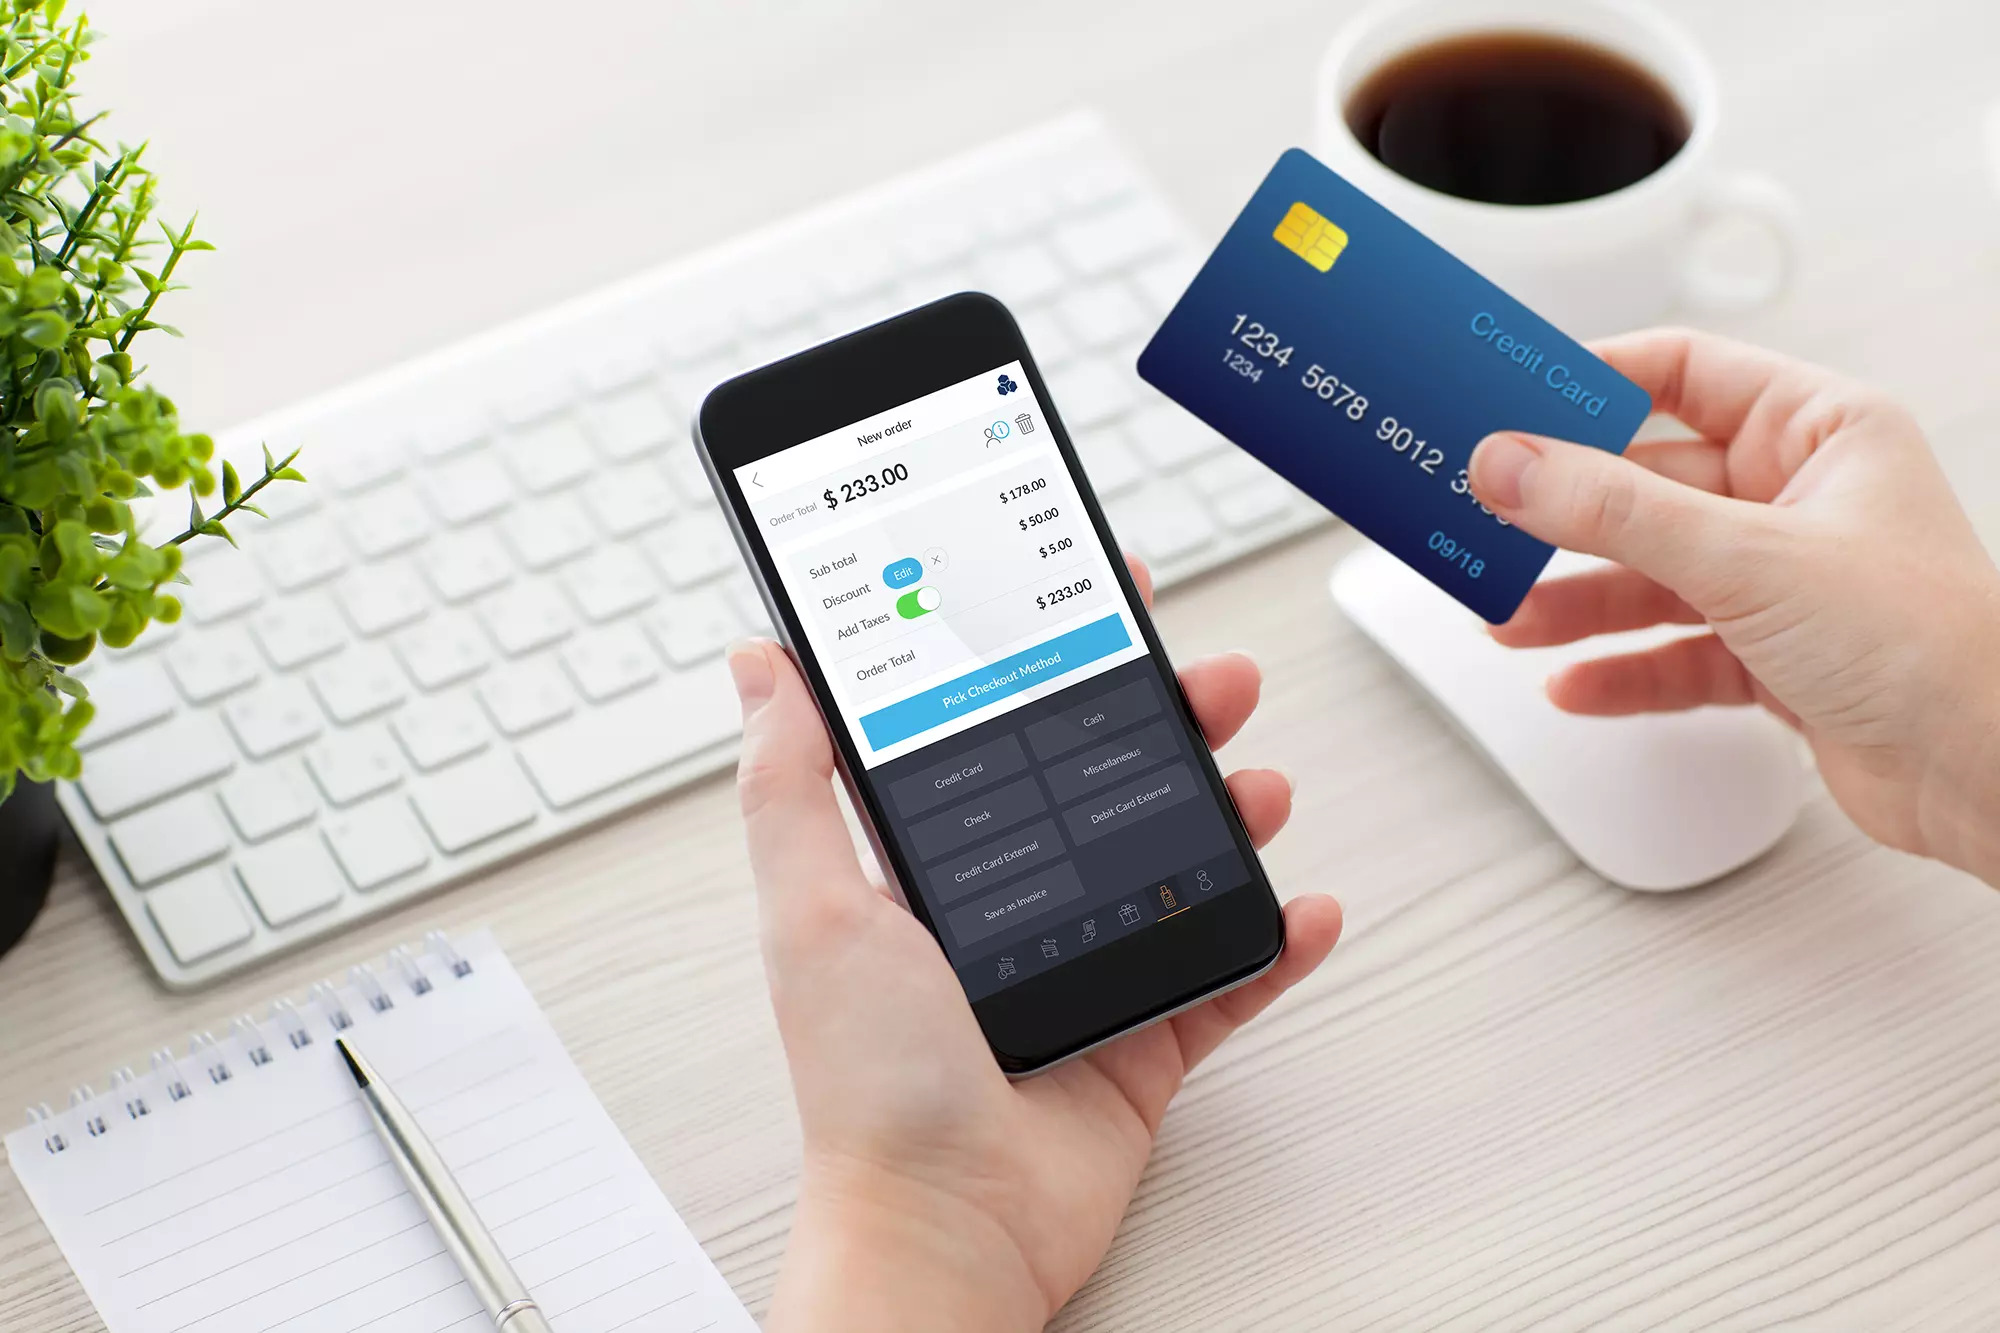 New order
Order Total $ 233.00
Sub total $ 178.00
Discount Edit $ 50.00
Add Taxes $ 5.00
Order Total $ 233.00
Pick Checkout Method
Credit Card Cash
Check Miscellaneous
Credit Card External Debit Card External
Save as Invoice
Credit Card
1234 5678 9012
1234
09/18